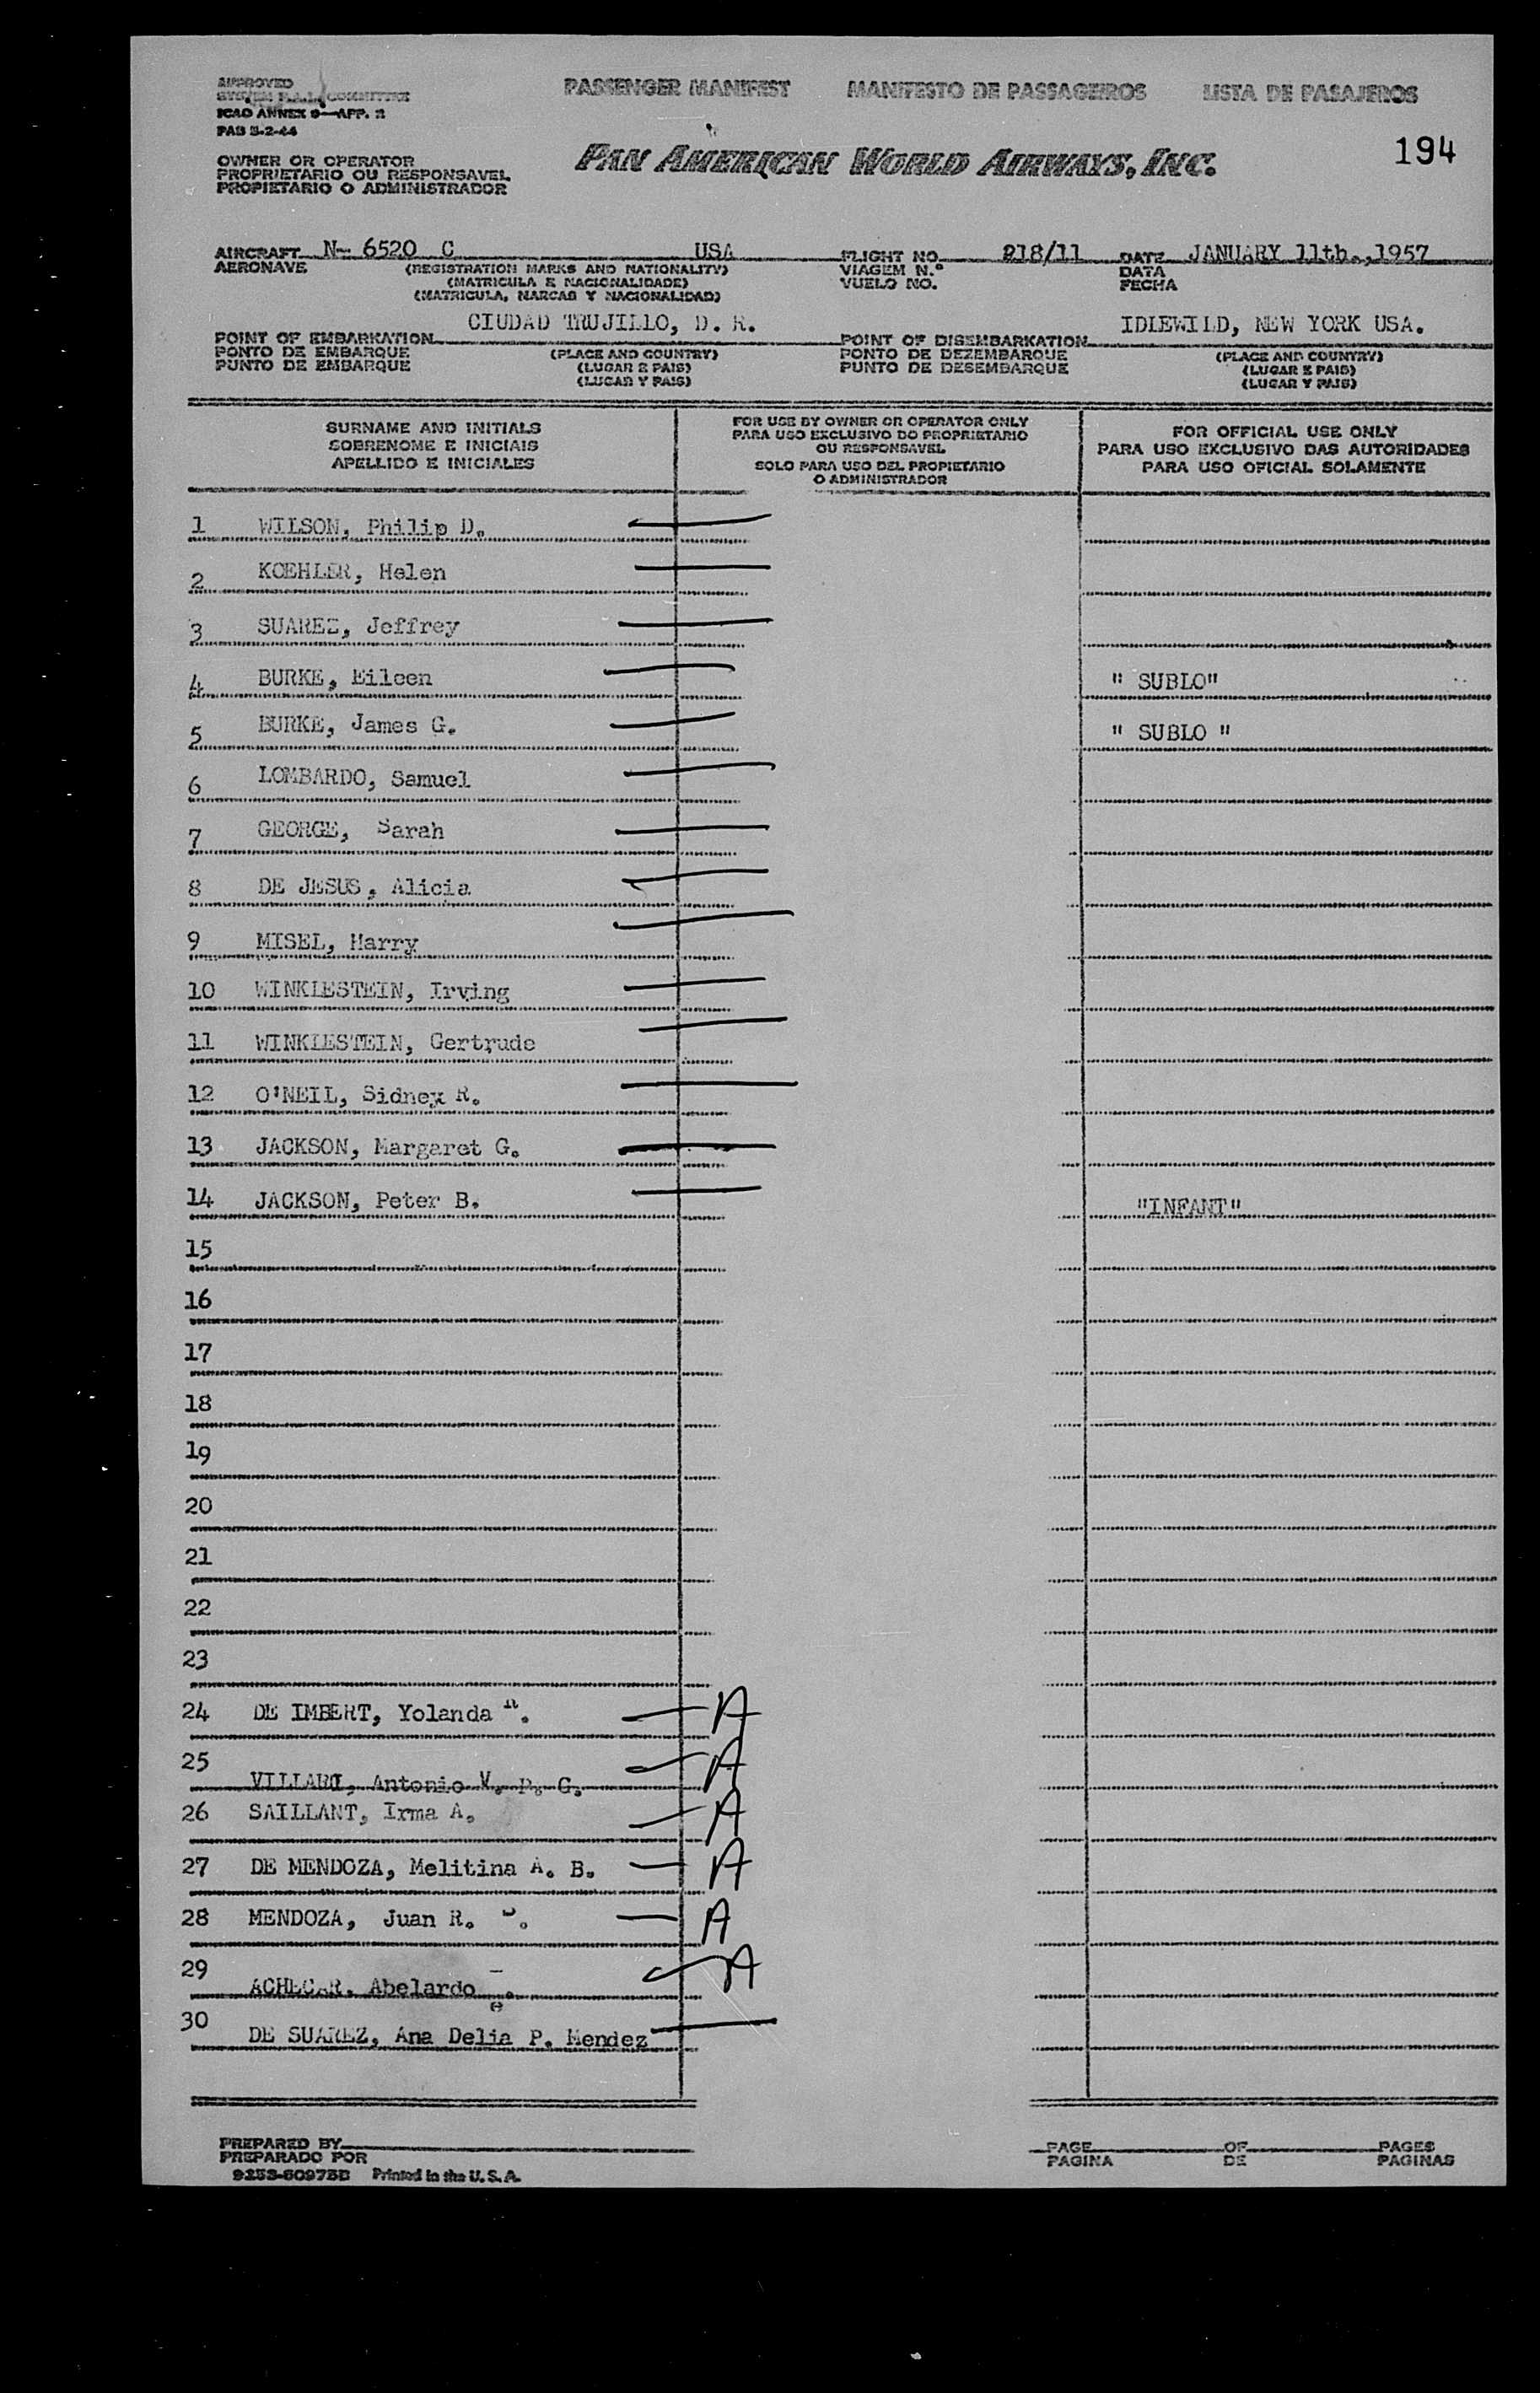 APPROVED
SYSTEM F.A.L. COMMITTEE
ICAO ANNEX 9—APP. 2
PAB 3-2-44
PASSENGER MANIFEST MANIFESTO DE PASSAGEIROS LISTA DE PASAJEROS
194
OWNER OR OPERATOR
PROPRIETARIO OU RESPONSAVEL
PROPIETARIO O ADMINISTRADOR
PAN AMERICAN WORLD AIRWAYS, INC.
AIRCRAFT N- 6520 C USA FLIGHT NO. 218/11 DATE JANUARY 11th.,1957
AERONAVE (REGISTRATION MARKS AND NATIONALITY) VIAGEM N.º DATA
(MATRICULA E NACIONALIDADE) VUELO NO. FECHA
(MATRICULA, MARCAS Y NACIONALIDAD)
CIUDAD TRUJILLO, D. R. IDLEWILD, NEW YORK USA.
POINT OF EMBARKATION POINT OF DISEMBARKATION
PONTO DE EMBARQUE (PLACE AND COUNTRY) PONTO DE DEZEMBARQUE (PLACE AND COUNTRY)
PUNTO DE EMBARQUE (LUGAR E PAIS) PUNTO DE DESEMBARQUE (LUGAR E PAIS)
(LUGAR Y PAIS) (LUGAR Y PAIS)
SURNAME AND INITIALS
SOBRENOME E INICIAIS
APELLIDO E INICIALES
FOR USE BY OWNER OR OPERATOR ONLY
PARA USO EXCLUSIVO DO PROPRIETARIO
OU RESPONSAVEL
SOLO PARA USO DEL PROPIETARIO
O ADMINISTRADOR
FOR OFFICIAL USE ONLY
PARA USO EXCLUSIVO DAS AUTORIDADES
PARA USO OFICIAL SOLAMENTE
1 WILSON, Philip D.
2 KOEHLER, Helen
3 SUAREZ, Jeffrey
4 BURKE, Eileen " SUBLO"
5 BURKE, James G. " SUBLO "
6 LOMBARDO, Samuel
7 GEORGE, Sarah
8 DE JESUS, Alicia
9 MISEL, Harry
10 WINKLESTEIN, Irving
11 WINKLESTEIN, Gertrude
12 O'NEIL, Sidney R.
13 JACKSON, Margaret G.
14 JACKSON, Peter B. "INFANT"
15
16
17
18
19
20
21
22
23
24 DE IMBERT, Yolanda R. A
25 Antonio V. P. G. A
26 SAILLANT, Irma A. A
27 DE MENDOZA, Melitina A. B. A
28 MENDOZA, Juan R. A
29 ACHECAR, Abelardo A
30 DE SUAREZ, Ana Delia P. Mendez
PREPARED BY PAGE OF PAGES
PREPARADO POR PAGINA DE PAGINAS
9253-60975B Printed in the U. S. A.